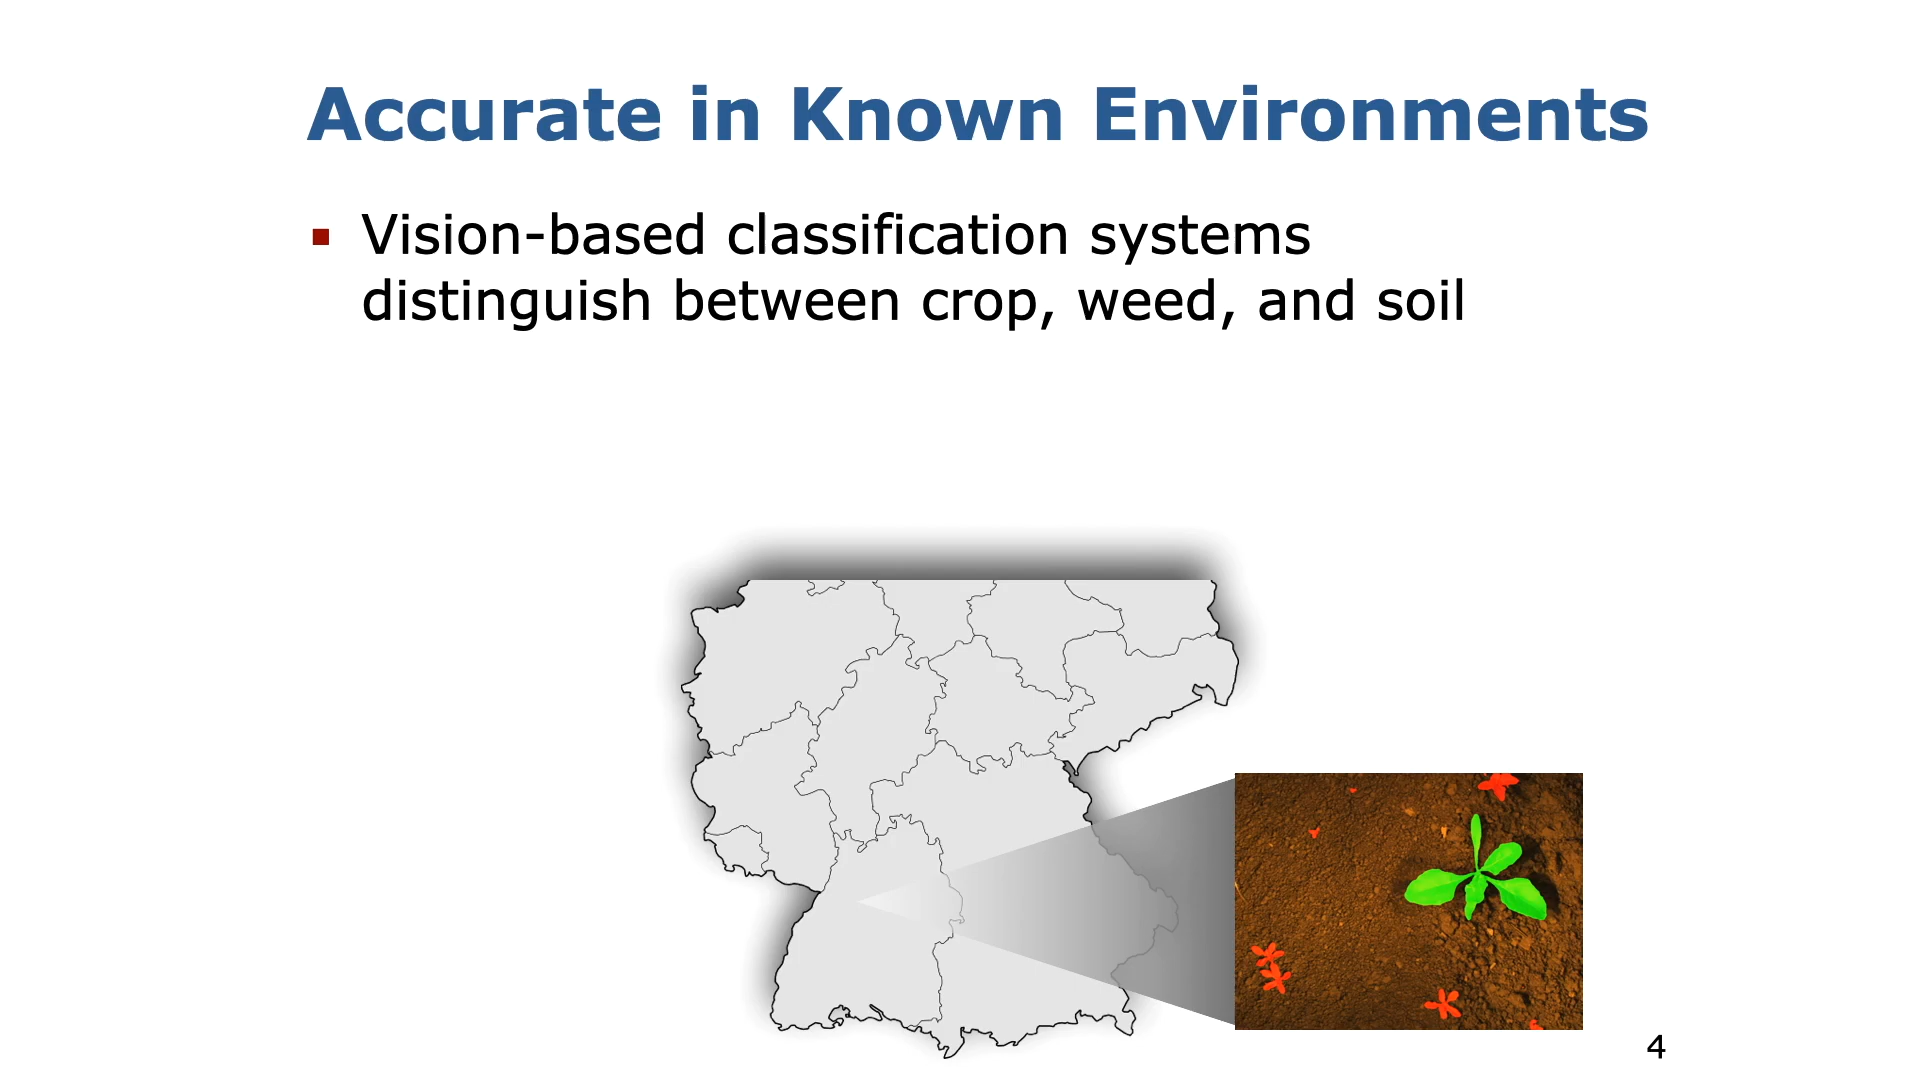 Accurate in Known Environments
▪ Vision-based classification systems
distinguish between crop, weed, and soil
4